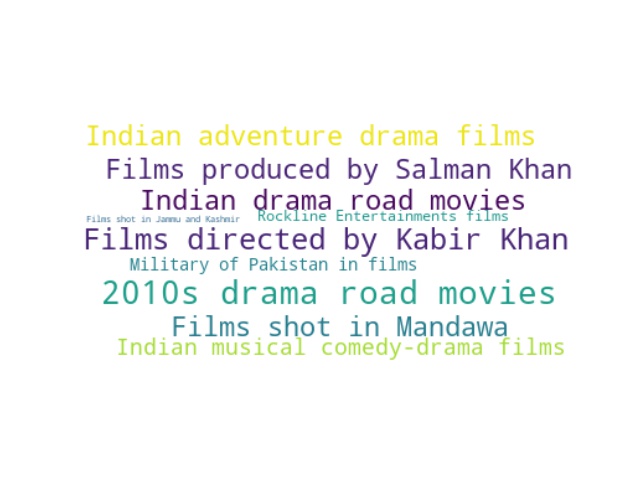 Indian adventure drama films
Films produced by Salman Khan
Indian drama road movies
Films shot in Jammu and Kashmir
Rockline Entertainments films
Films directed by Kabir Khan
Military of Pakistan in films
2010s drama road movies
Films shot in Mandawa
Indian musical comedy-drama films